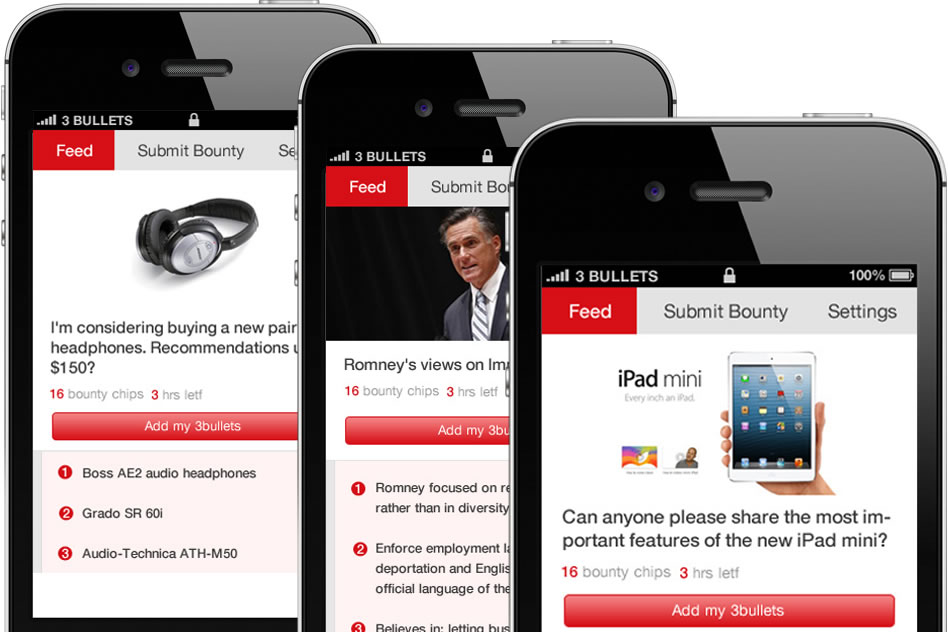 3 BULLETS
Feed
Submit Bounty
I'm considering buying a new pair
headphones. Recommendations
$150?
16 bounty chips 3 hrs letf
Add my 3bullets
1 Boss AE2 audio headphones
2 Grado SR 60i
3 Audio-Technica ATH-M50
3 BULLETS
Feed
Submit Bou
Romney's views on Im
16 bounty chips 3 hrs letf
Add my 3bu
1 Romney focused on re
rather than in diversity
2 Enforce employment la
deportation and Englis
official language of the
3 Believes in: letting bus
3 BULLETS
100%
Feed
Submit Bounty
Settings
iPad mini
Every inch an iPad.
Can anyone please share the most im-
portant features of the new iPad mini?
16 bounty chips 3 hrs letf
Add my 3bullets